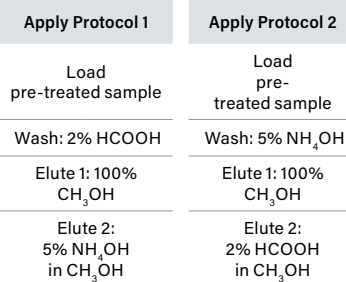 Apply Protocol 1
Load
pre-treated sample
Wash: 2% HCOOH
Elute 1: 100%
CH₃OH
Elute 2:
5% NH₄OH
in CH₃OH
Apply Protocol 2
Load
pre-
treated sample
Wash: 5% NH₄OH
Elute 1: 100%
CH₃OH
Elute 2:
2% HCOOH
in CH₃OH